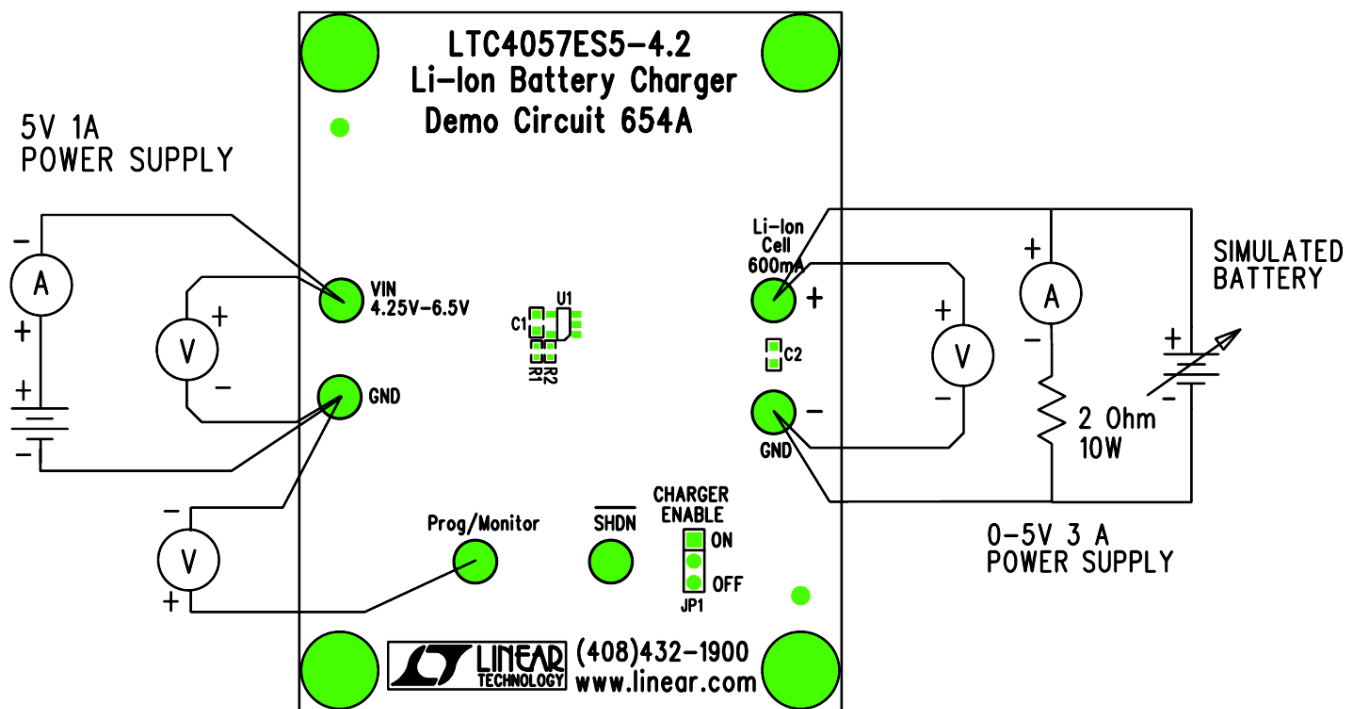 LTC4057ES5-4.2
Li-Ion Battery Charger
Demo Circuit 654A
5V 1A
POWER SUPPLY
-
A
+
+
-
+
V
-
VIN
4.25V-6.5V
GND
C1
U1
R1
R2
Li-Ion
Cell
600mA
+
C2
-
GND
+
V
-
+
A
-
2 Ohm
10W
+
-
SIMULATED
BATTERY
0-5V 3 A
POWER SUPPLY
-
V
+
Prog/Monitor
SHDN
CHARGER
ENABLE
ON
OFF
JP1
LINEAR
TECHNOLOGY
(408)432-1900
www.linear.com